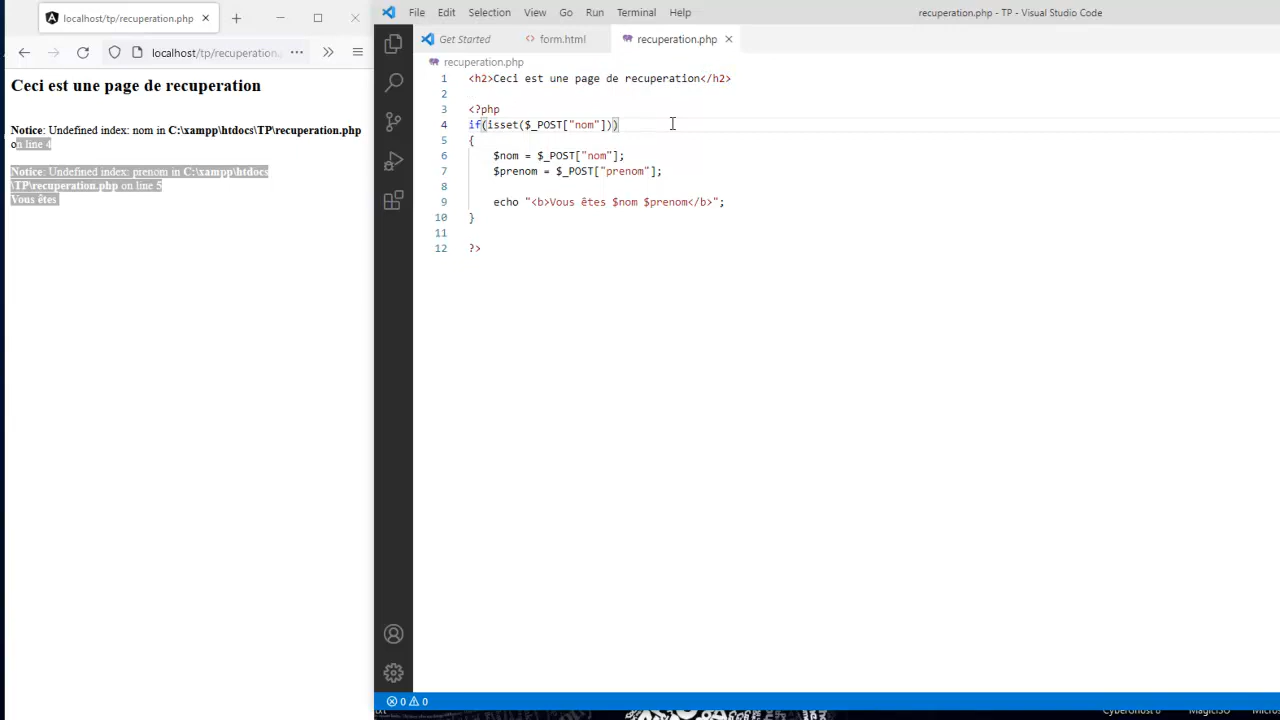 localhost/tp/recuperation.php
localhost/tp/recuperation.
Ceci est une page de recuperation
Notice: Undefined index: nom in C:\xampp\htdocs\TP\recuperation.php
on line 4
Notice: Undefined index: prenom in C:\xampp\htdocs
\TP\recuperation.php on line 5
Vous êtes
File Edit Selection View Go Run Terminal Help
recuperation.php - TP - Visual Studio Code
Get Started form.html recuperation.php
recuperation.php
1 <h2>Ceci est une page de recuperation</h2>
2
3 <?php
4 if(isset($_POST["nom"]))
5 {
6 $nom = $_POST["nom"];
7 $prenom = $_POST["prenom"];
8
9 echo "<b>Vous êtes $nom $prenom</b>";
10 }
11
12 ?>
0 0
CyberGhost 8 MagicISO